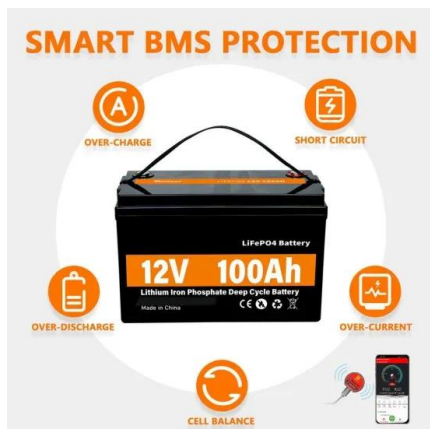 SMART BMS PROTECTION
A
OVER-CHARGE
SHORT CIRCUIT
LiFePO4 Battery
12V 100Ah
Lithium Iron Phosphate Deep Cycle Battery
Made in China
CE
OVER-DISCHARGE
OVER-CURRENT
CELL BALANCE